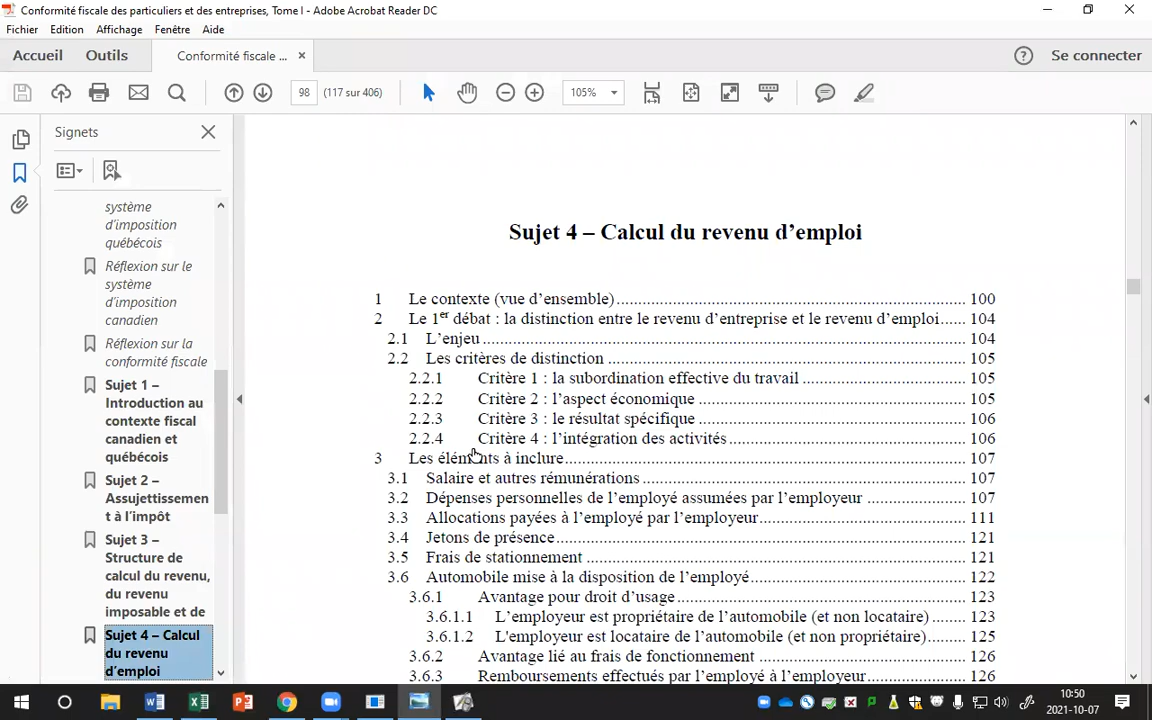 Conformité fiscale des particuliers et des entreprises, Tome I - Adobe Acrobat Reader DC
Fichier Edition Affichage Fenêtre Aide
Accueil Outils Conformité fiscale ... × Se connecter
98 (117 sur 406) 105%
Signets
système
d'imposition
québécois
Réflexion sur le
système
d'imposition
canadien
Réflexion sur la
conformité fiscale
Sujet 1 –
Introduction au
contexte fiscal
canadien et
québécois
Sujet 2 –
Assujettissemen
t à l'impôt
Sujet 3 –
Structure de
calcul du revenu,
du revenu
imposable et de
Sujet 4 – Calcul
du revenu
d'emploi
Sujet 4 – Calcul du revenu d'emploi
1 Le contexte (vue d'ensemble) 100
2 Le 1er débat : la distinction entre le revenu d'entreprise et le revenu d'emploi 104
2.1 L'enjeu 104
2.2 Les critères de distinction 105
2.2.1 Critère 1 : la subordination effective du travail 105
2.2.2 Critère 2 : l'aspect économique 105
2.2.3 Critère 3 : le résultat spécifique 106
2.2.4 Critère 4 : l'intégration des activités 106
3 Les éléments à inclure 107
3.1 Salaire et autres rémunérations 107
3.2 Dépenses personnelles de l'employé assumées par l'employeur 107
3.3 Allocations payées à l'employé par l'employeur 111
3.4 Jetons de présence 121
3.5 Frais de stationnement 121
3.6 Automobile mise à la disposition de l'employé 122
3.6.1 Avantage pour droit d'usage 123
3.6.1.1 L'employeur est propriétaire de l'automobile (et non locataire) 123
3.6.1.2 L'employeur est locataire de l'automobile (et non propriétaire) 125
3.6.2 Avantage lié au frais de fonctionnement 126
3.6.3 Remboursements effectués par l'employé à l'employeur 126
10:50
2021-10-07